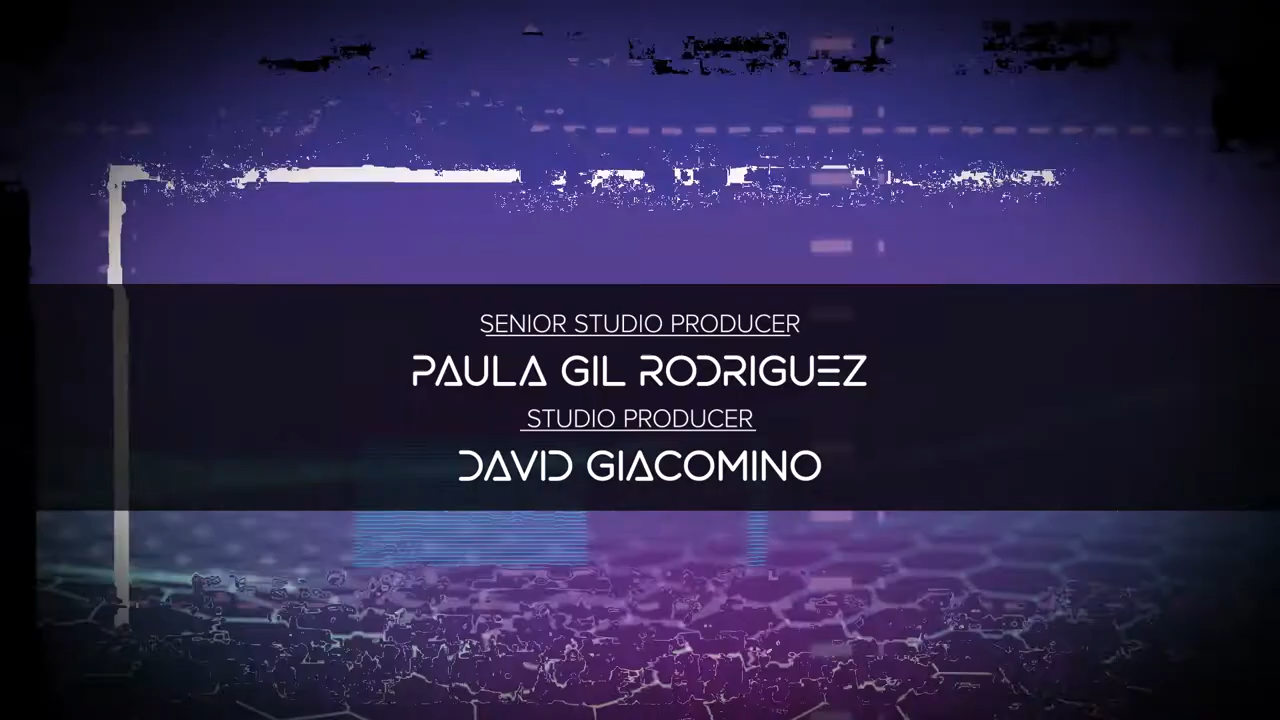 SENIOR STUDIO PRODUCER
PAULA GIL RODRIGUEZ
STUDIO PRODUCER
DAVID GIACOMINO